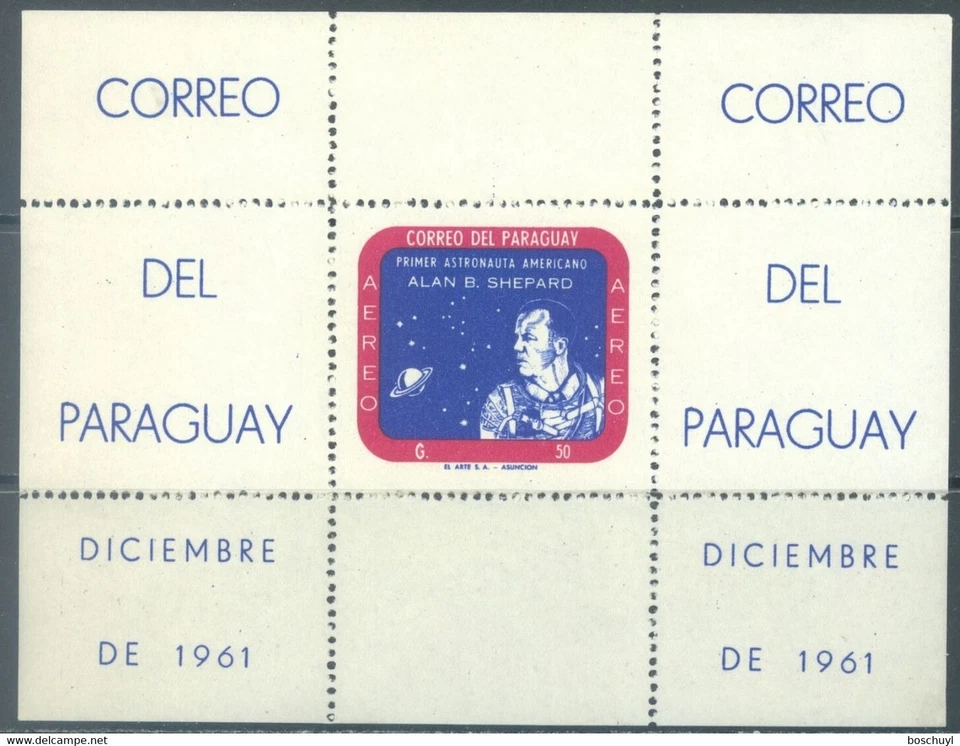 CORREO
DEL
PARAGUAY
DICIEMBRE
DE 1961
CORREO DEL PARAGUAY
PRIMER ASTRONAUTA AMERICANO
ALAN B. SHEPARD
AEREO
AEREO
G. 50
EL ARTE S. A. - ASUNCION
CORREO
DEL
PARAGUAY
DICIEMBRE
DE 1961
delcampe.net
boschuyl